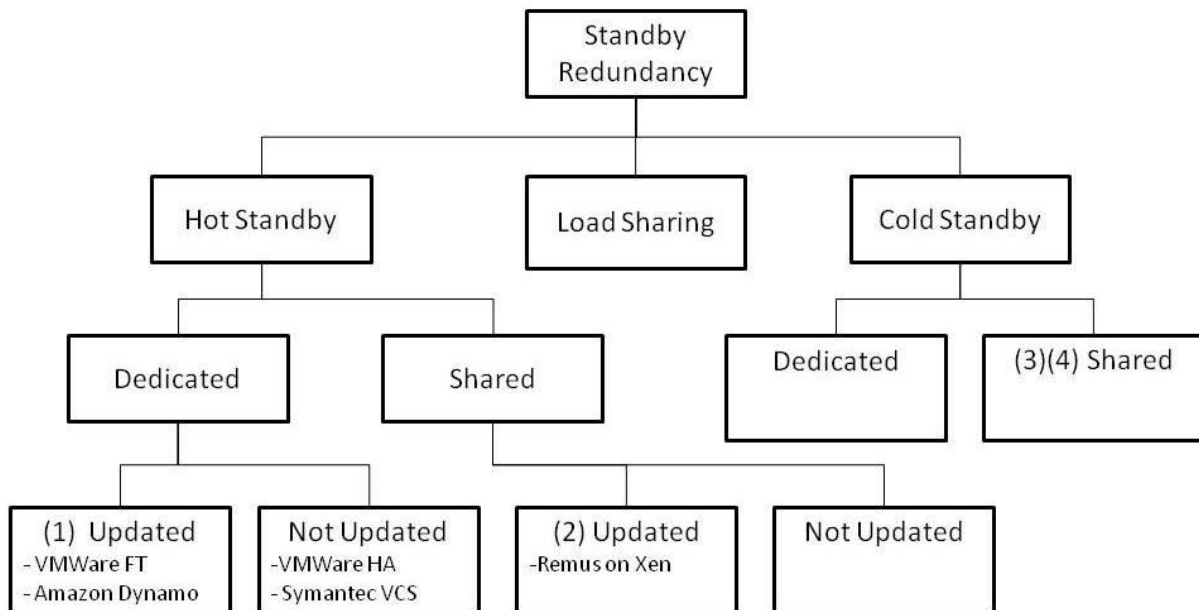 Standby
Redundancy
Hot Standby
Load Sharing
Cold Standby
Dedicated
Shared
Dedicated
(3)(4) Shared
(1) Updated
- VMWare FT
- Amazon Dynamo
Not Updated
- VMWare HA
- Symantec VCS
(2) Updated
-Remus on Xen
Not Updated